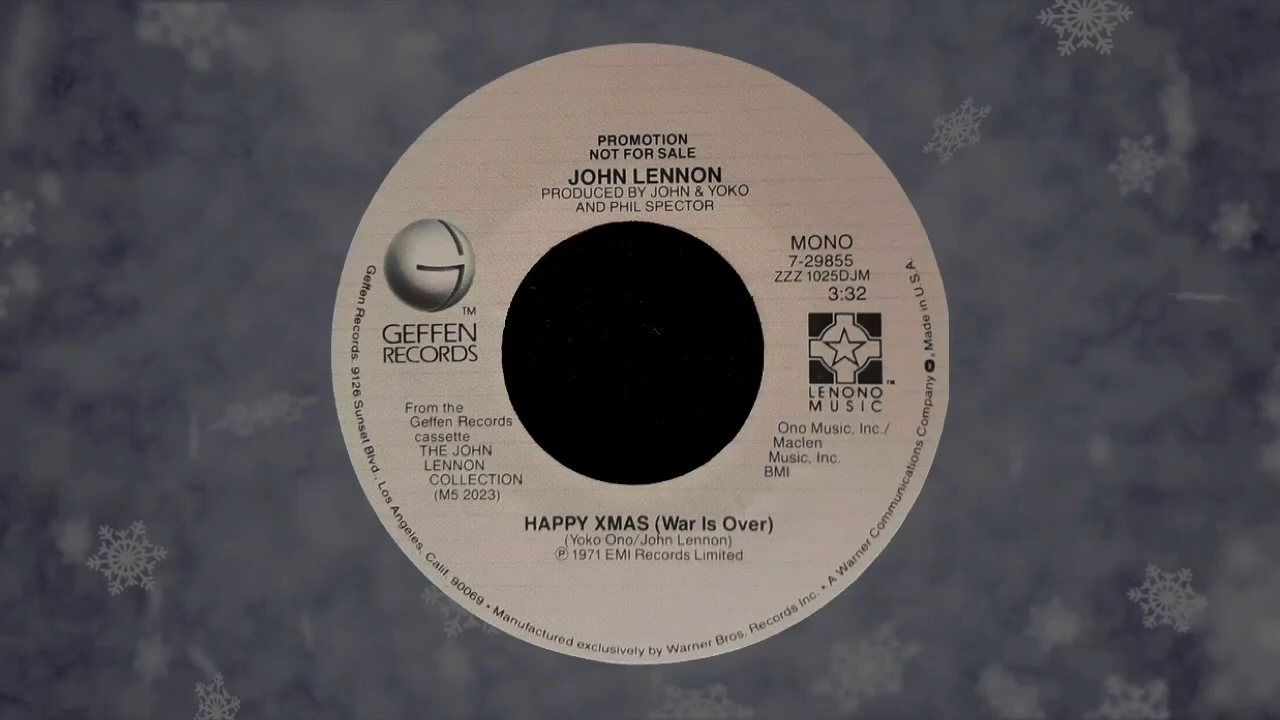 PROMOTION
NOT FOR SALE
JOHN LENNON
PRODUCED BY JOHN & YOKO
AND PHIL SPECTOR
MONO
7-29855
ZZZ 1025DJM
3:32
TM
GEFFEN
RECORDS
LENONO
MUSIC
TM
From the
Geffen Records
cassette
THE JOHN
LENNON
COLLECTION
(M5 2023)
Ono Music, Inc./
Maclen
Music, Inc.
BMI
HAPPY XMAS (War Is Over)
(Yoko Ono/John Lennon)
Ⓟ 1971 EMI Records Limited
Geffen Records. 9126 Sunset Blvd., Los Angeles, Calif. 90069 • Manufactured exclusively by Warner Bros. Records Inc. • A Warner Communications Company. Made in U.S.A.